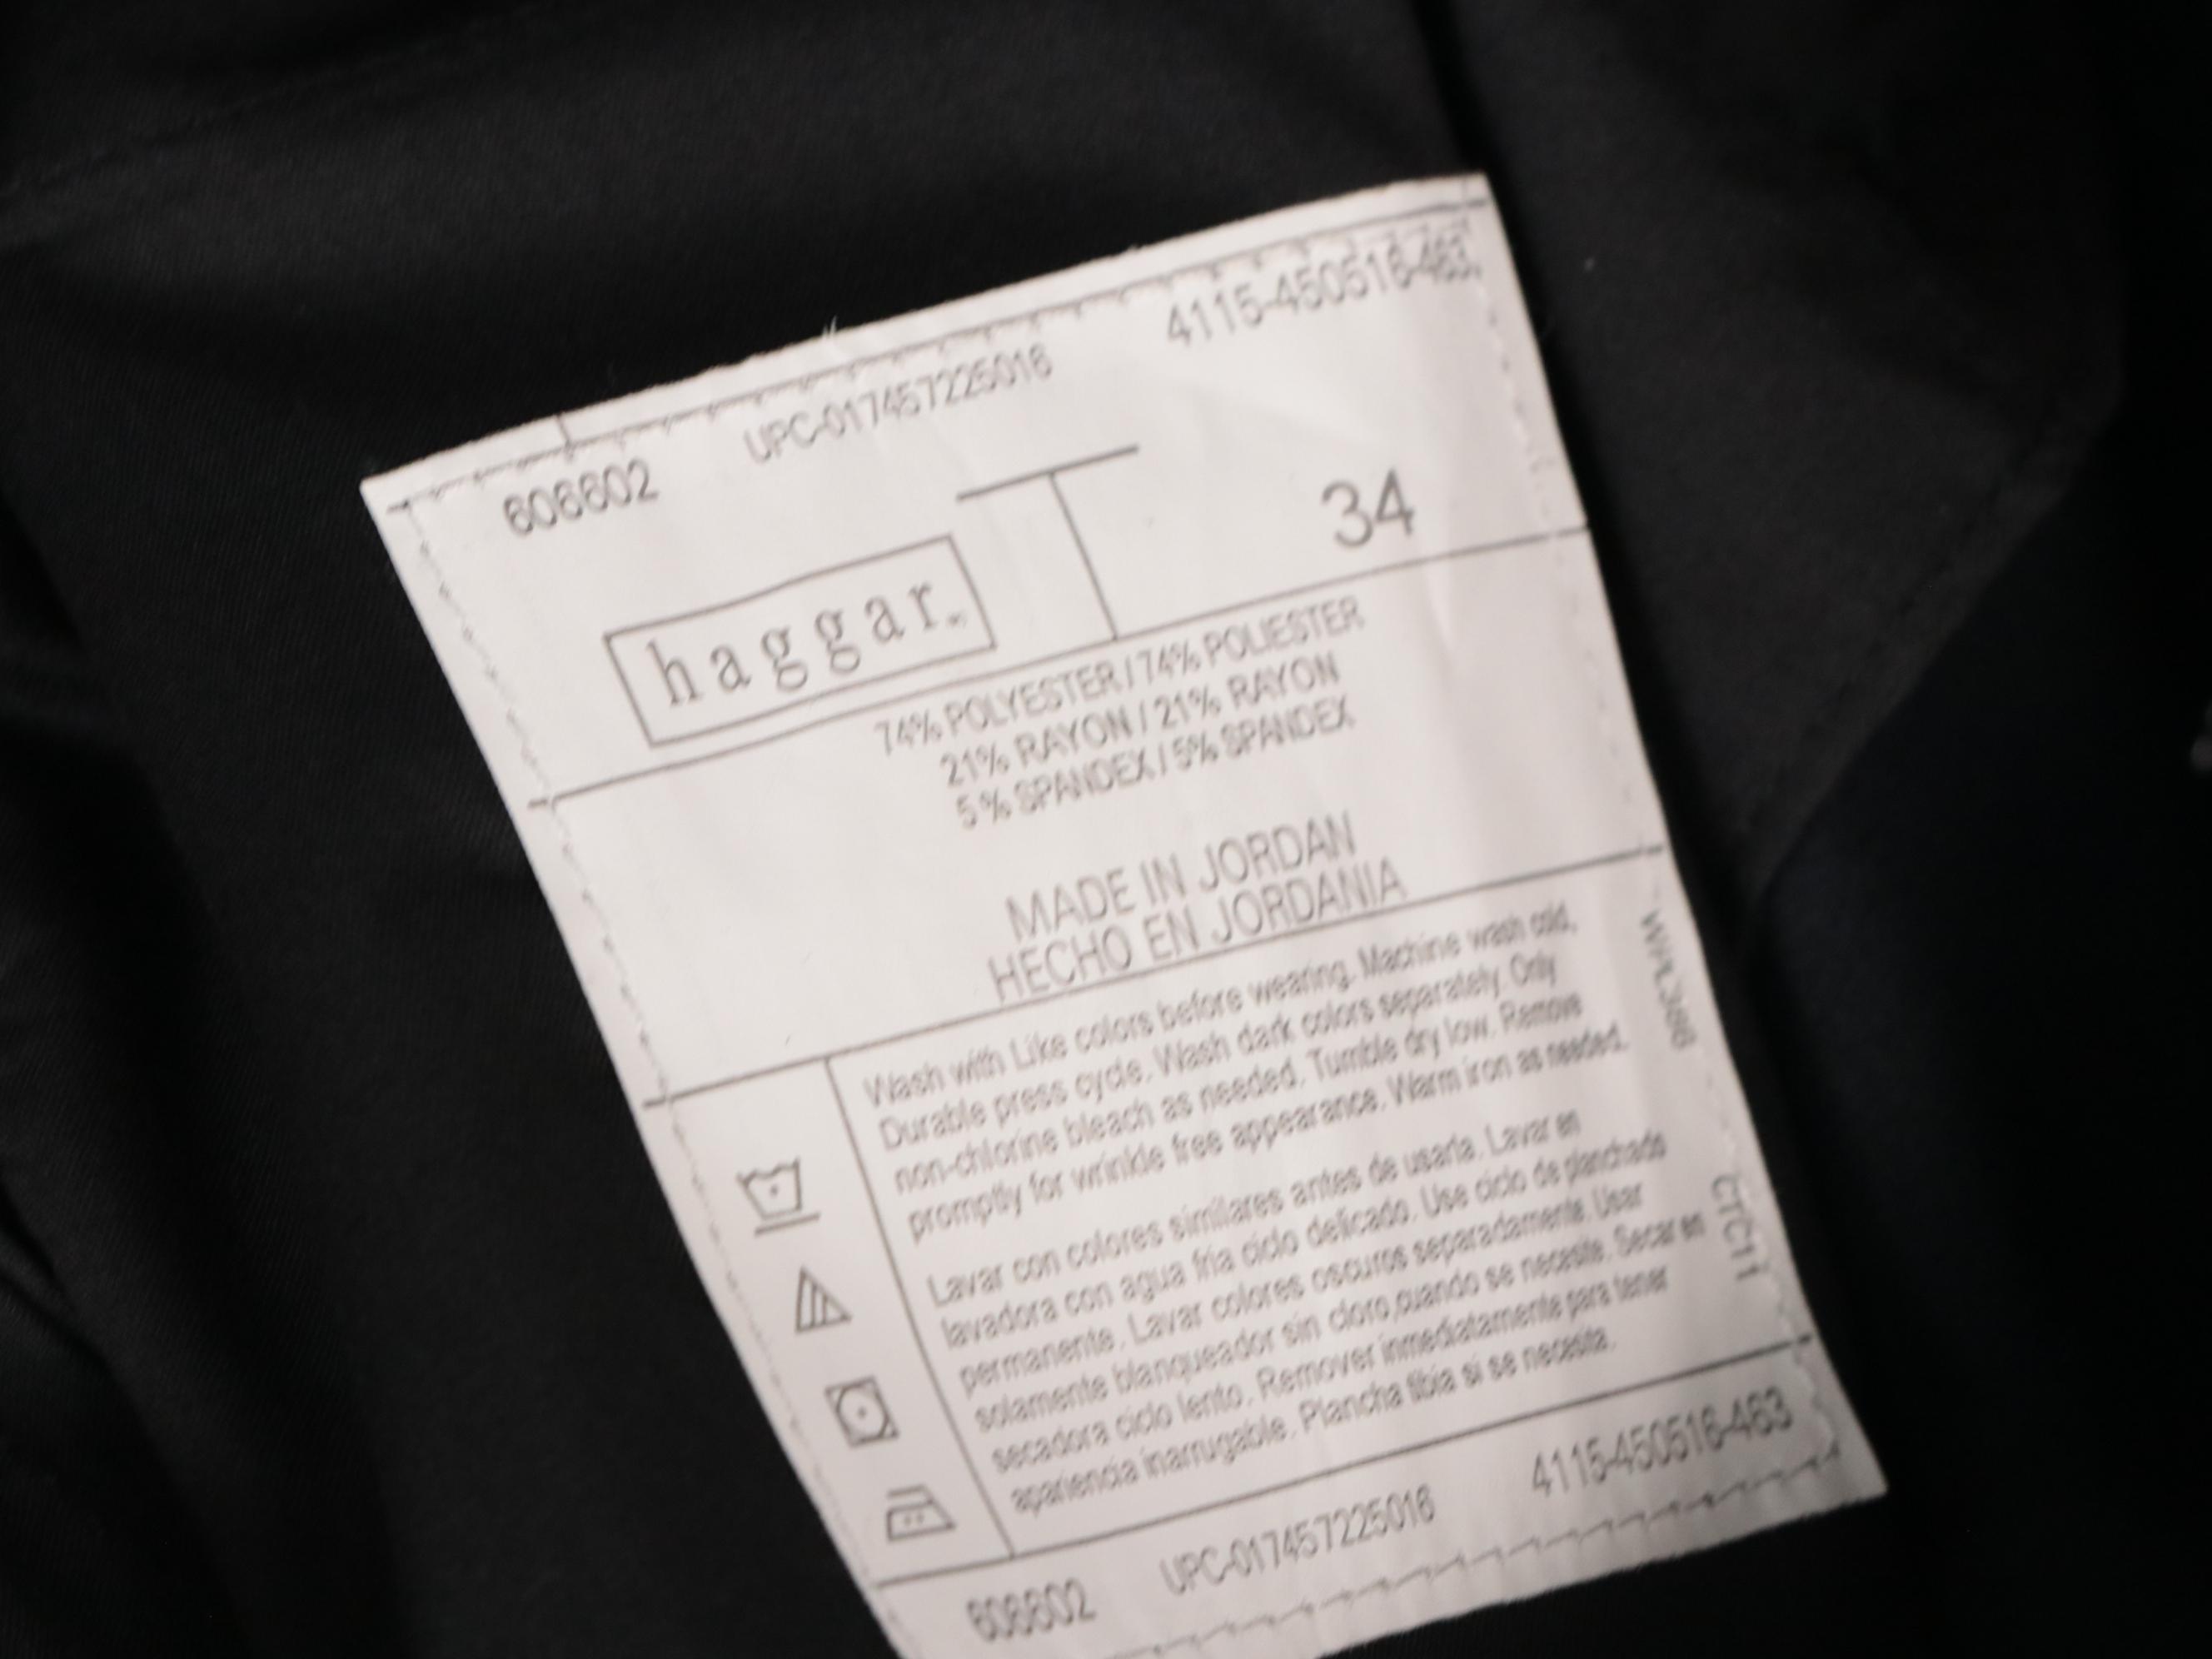 606602 UPC-017457225016 4115-450516-463
haggar™ 34
74% POLYESTER / 74% POLIESTER
21% RAYON / 21% RAYON
5% SPANDEX / 5% SPANDEX
MADE IN JORDAN
HECHO EN JORDANIA
Wash with Like colors before wearing. Machine wash cold,
Durable press cycle. Wash dark colors separately. Only
non-chlorine bleach as needed. Tumble dry low. Remove
promptly for wrinkle free appearance. Warm iron as needed.
Lavar con colores similares antes de usarla. Lavar en
lavadora con agua fria ciclo delicado. Use ciclo de planchado
permanente. Lavar colores oscuros separadamente. Usar
solamente blanqueador sin cloro,cuando se necesite. Secar en
secadora ciclo lento. Remover inmediatamente para tener
apariencia inarrugable. Plancha tibia si se necesita.
CTC11
606602 UPC-017457225016 4115-450516-463